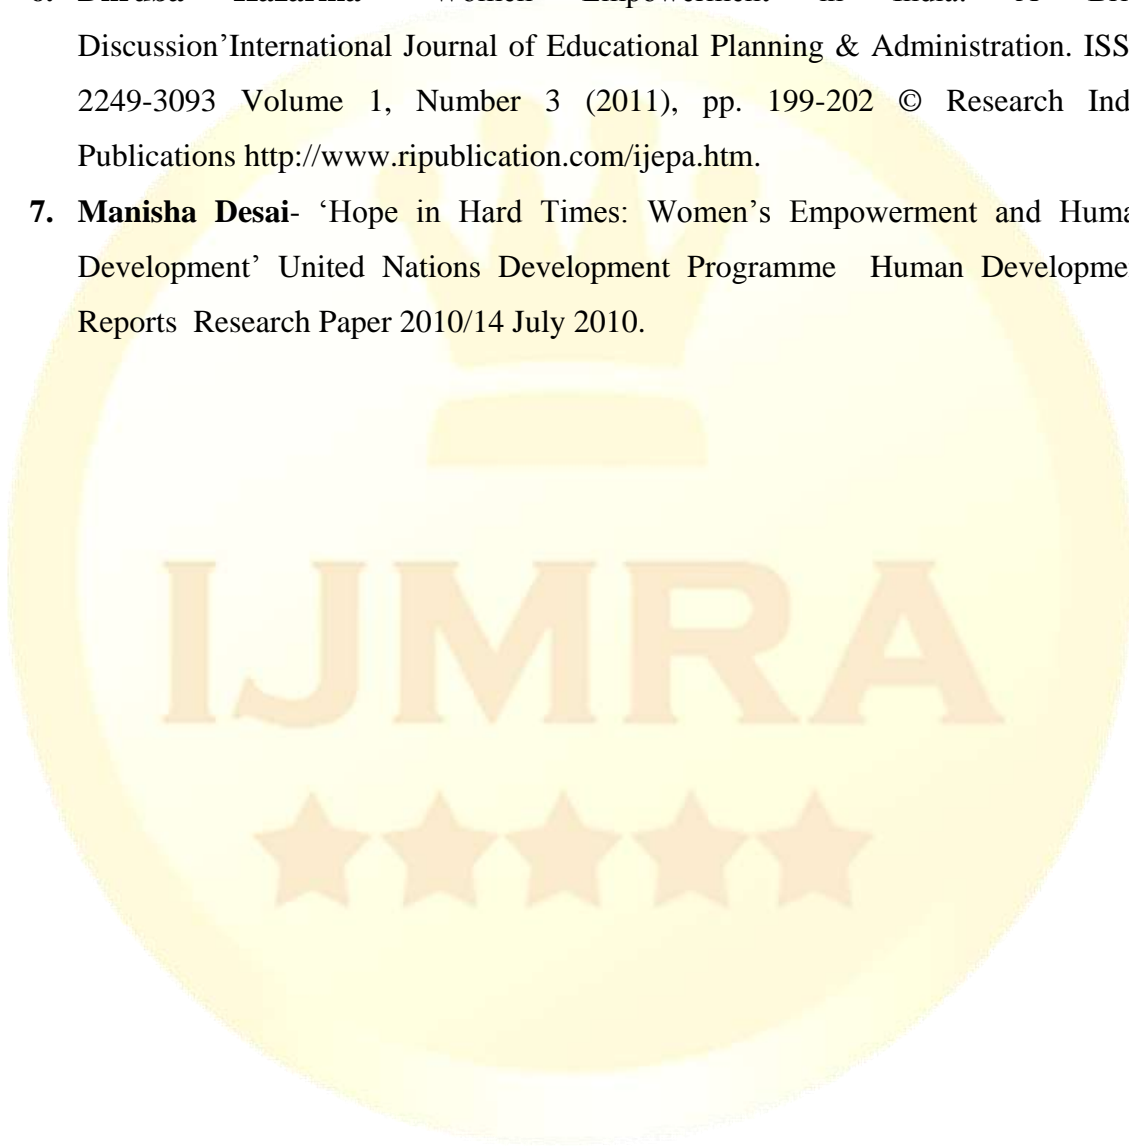 Discussion’International Journal of Educational Planning & Administration. ISS
2249-3093 Volume 1, Number 3 (2011), pp. 199-202 © Research Ind
Publications http://www.ripublication.com/ijepa.htm.
7. Manisha Desai- ‘Hope in Hard Times: Women’s Empowerment and Huma
Development’ United Nations Development Programme Human Developme
Reports Research Paper 2010/14 July 2010.
IJMRA